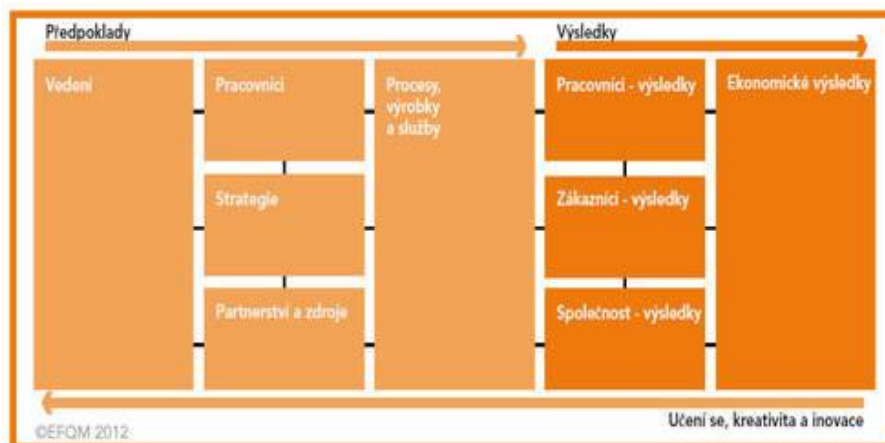 Předpoklady
Výsledky
Vedení
Pracovníci
Procesy,
výrobky
a služby
Pracovníci - výsledky
Ekonomické výsledky
Strategie
Zákazníci - výsledky
Partnerství a zdroje
Společnost - výsledky
Učení se, kreativita a inovace
©EFQM 2012